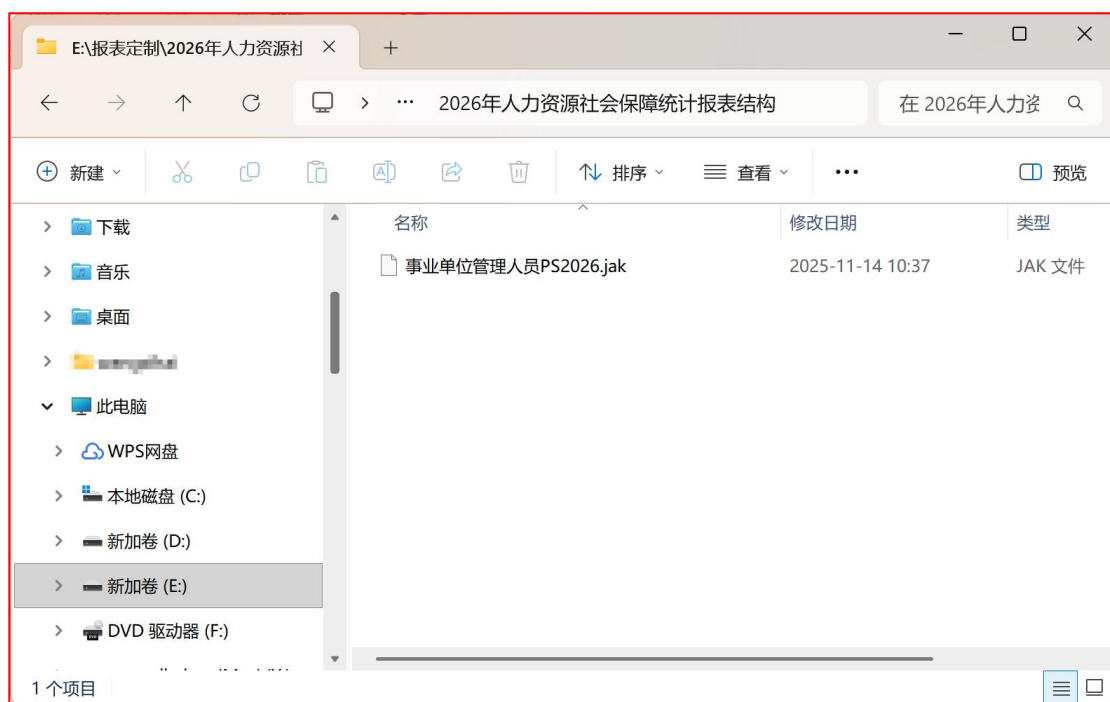 E:\报表定制\2026年人力资源社
2026年人力资源社会保障统计报表结构
在 2026年人力资
新建
排序
查看
预览
名称
修改日期
类型
事业单位管理人员PS2026.jak
2025-11-14 10:37
JAK 文件
下载
音乐
桌面
此电脑
WPS网盘
本地磁盘 (C:)
新加卷 (D:)
新加卷 (E:)
DVD 驱动器 (F:)
1 个项目